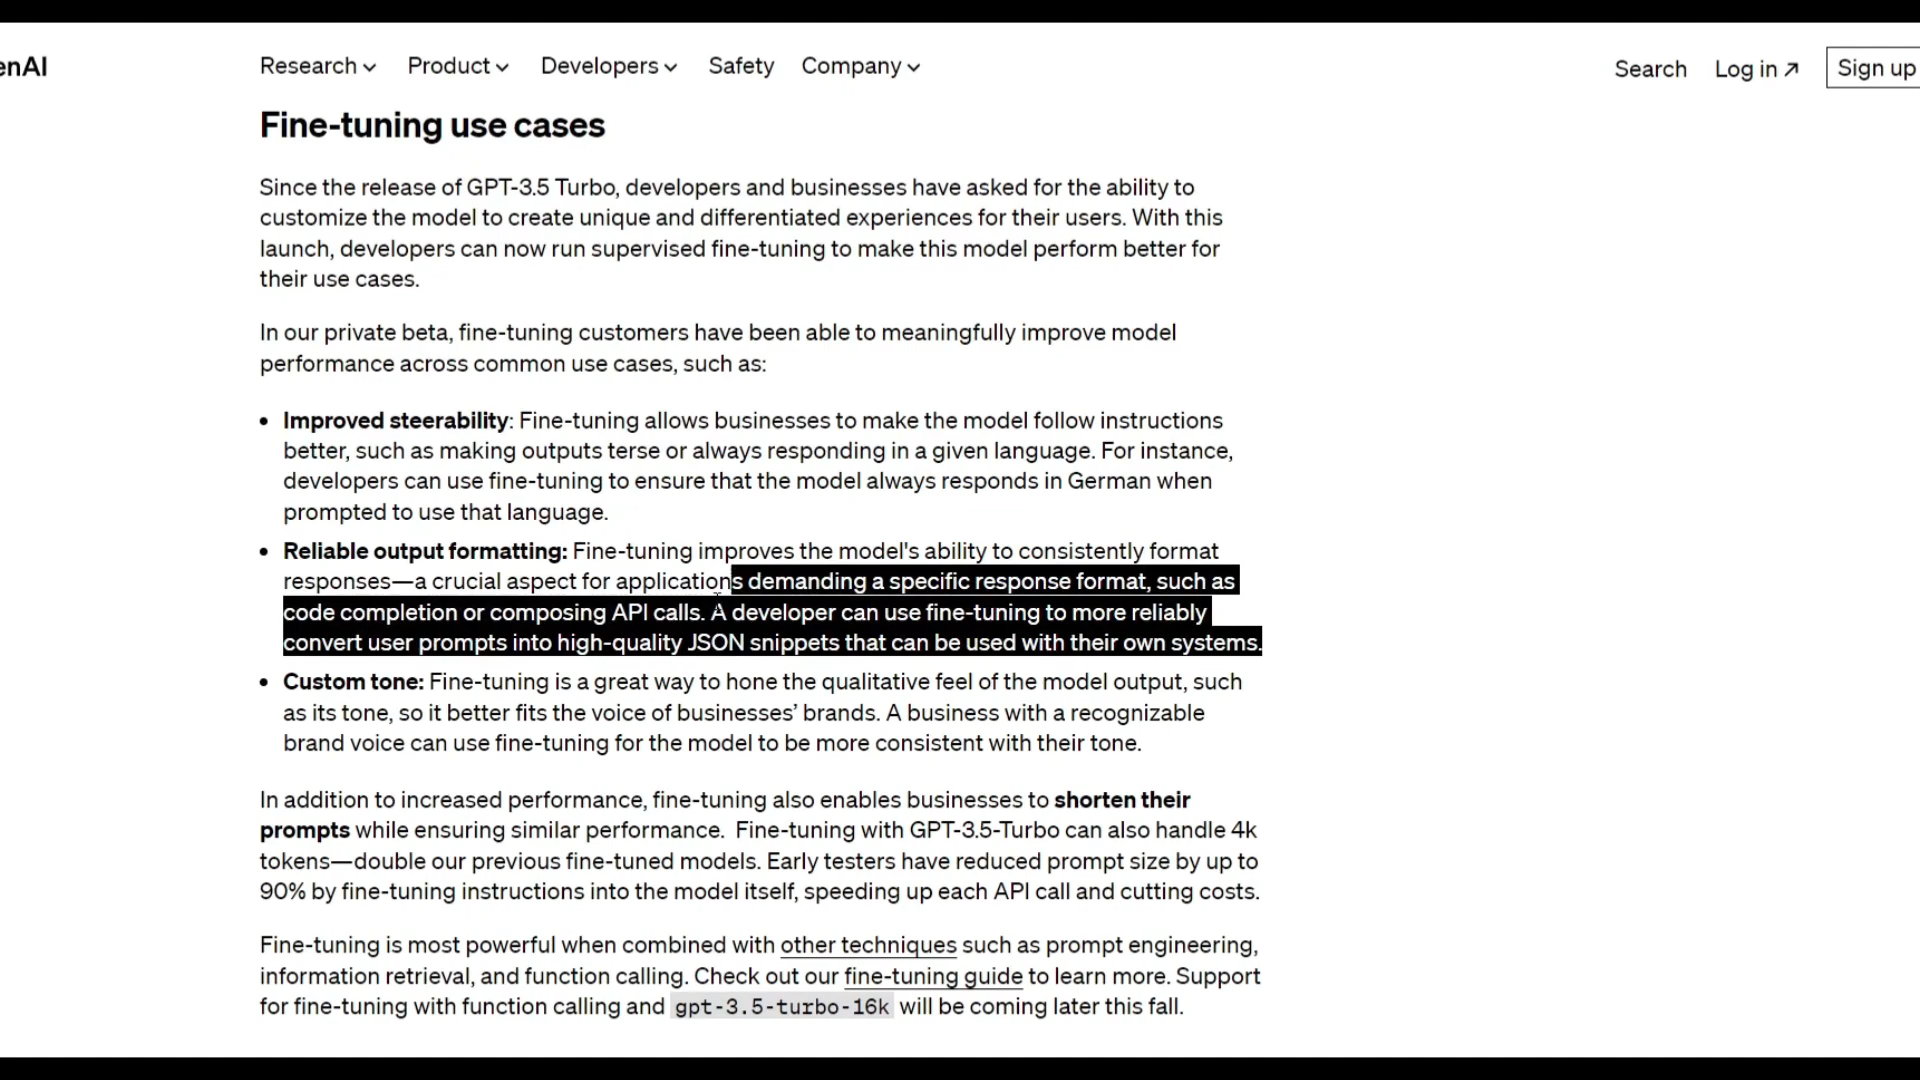 enAI
Research Product Developers Safety Company Search Log in ↗ Sign up
Fine-tuning use cases
Since the release of GPT-3.5 Turbo, developers and businesses have asked for the ability to
customize the model to create unique and differentiated experiences for their users. With this
launch, developers can now run supervised fine-tuning to make this model perform better for
their use cases.
In our private beta, fine-tuning customers have been able to meaningfully improve model
performance across common use cases, such as:
• Improved steerability: Fine-tuning allows businesses to make the model follow instructions
better, such as making outputs terse or always responding in a given language. For instance,
developers can use fine-tuning to ensure that the model always responds in German when
prompted to use that language.
• Reliable output formatting: Fine-tuning improves the model's ability to consistently format
responses—a crucial aspect for applications demanding a specific response format, such as
code completion or composing API calls. A developer can use fine-tuning to more reliably
convert user prompts into high-quality JSON snippets that can be used with their own systems.
• Custom tone: Fine-tuning is a great way to hone the qualitative feel of the model output, such
as its tone, so it better fits the voice of businesses’ brands. A business with a recognizable
brand voice can use fine-tuning for the model to be more consistent with their tone.
In addition to increased performance, fine-tuning also enables businesses to shorten their
prompts while ensuring similar performance. Fine-tuning with GPT-3.5-Turbo can also handle 4k
tokens—double our previous fine-tuned models. Early testers have reduced prompt size by up to
90% by fine-tuning instructions into the model itself, speeding up each API call and cutting costs.
Fine-tuning is most powerful when combined with other techniques such as prompt engineering,
information retrieval, and function calling. Check out our fine-tuning guide to learn more. Support
for fine-tuning with function calling and gpt-3.5-turbo-16k will be coming later this fall.